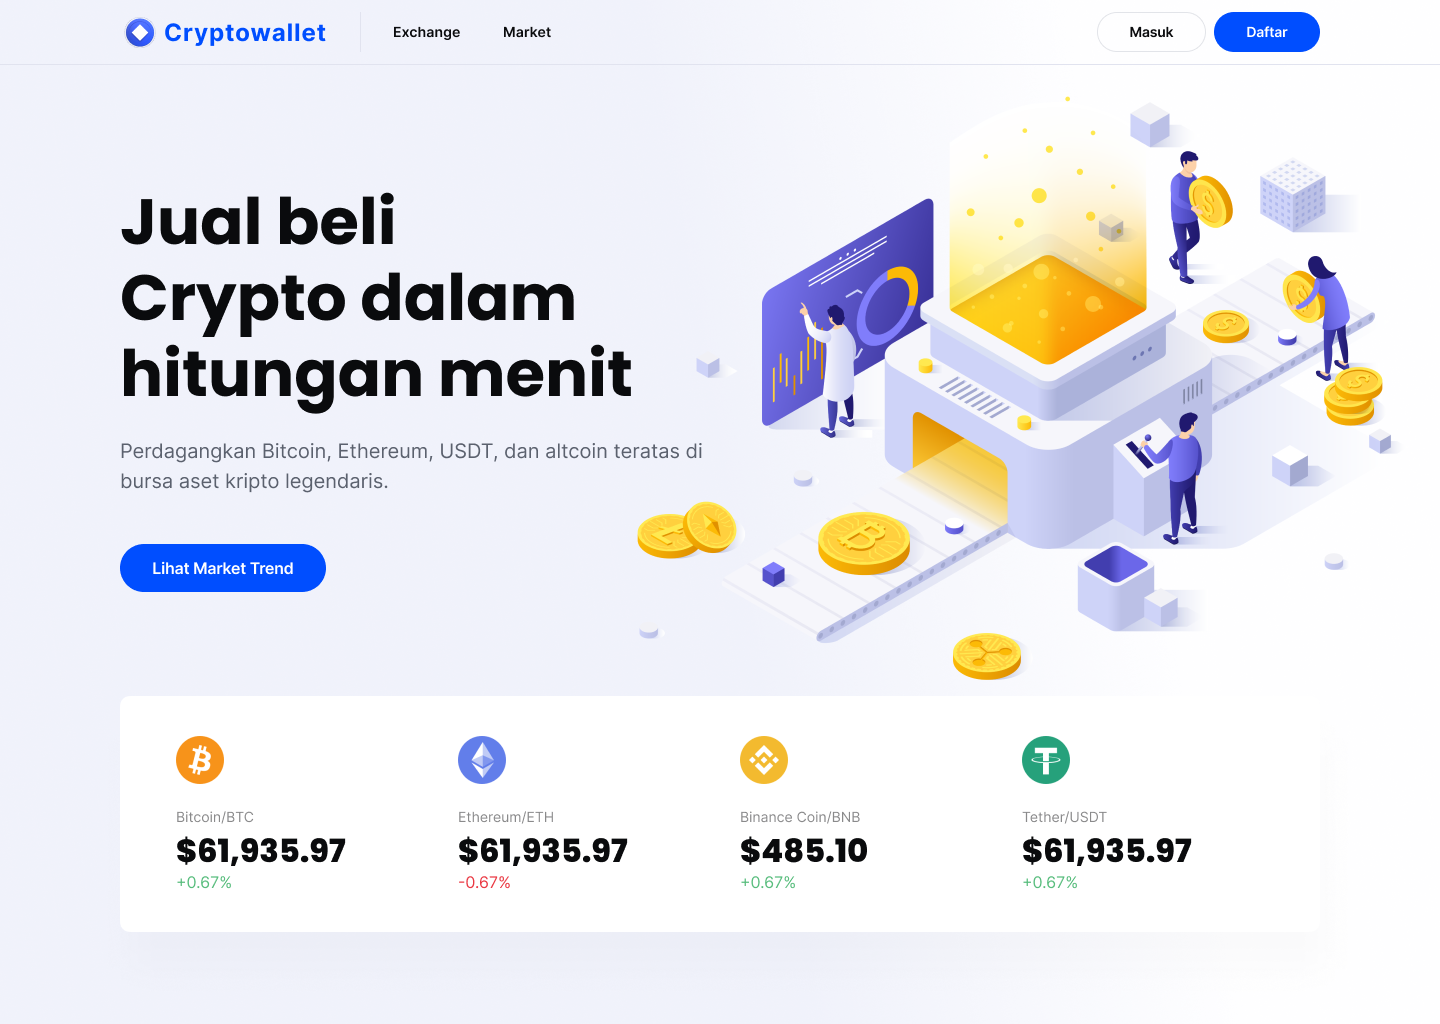 Cryptowallet
Exchange
Market
Masuk
Daftar
Jual beli
Crypto dalam
hitungan menit
Perdagangkan Bitcoin, Ethereum, USDT, dan altcoin teratas di
bursa aset kripto legendaris.
Lihat Market Trend
Bitcoin/BTC
$61,935.97
+0.67%
Ethereum/ETH
$61,935.97
-0.67%
Binance Coin/BNB
$485.10
+0.67%
Tether/USDT
$61,935.97
+0.67%